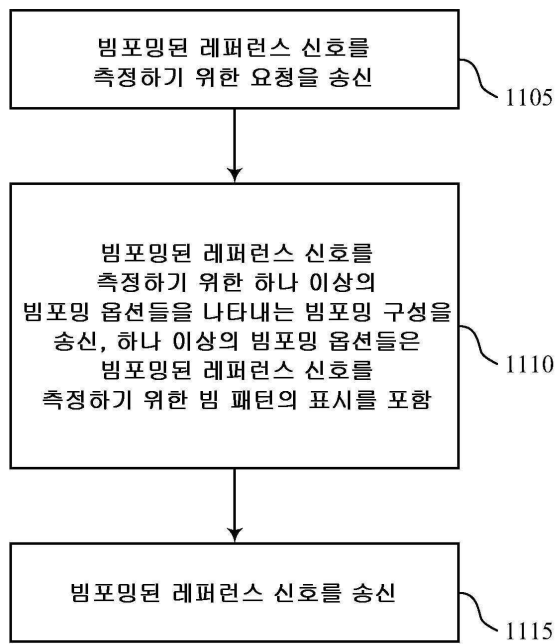 빔포밍된 레퍼런스 신호를
측정하기 위한 요청을 송신
1105
빔포밍된 레퍼런스 신호를
측정하기 위한 하나 이상의
빔포밍 옵션들을 나타내는 빔포밍 구성을
송신, 하나 이상의 빔포밍 옵션들은
빔포밍된 레퍼런스 신호를
측정하기 위한 빔 패턴의 표시를 포함
1110
빔포밍된 레퍼런스 신호를 송신
1115